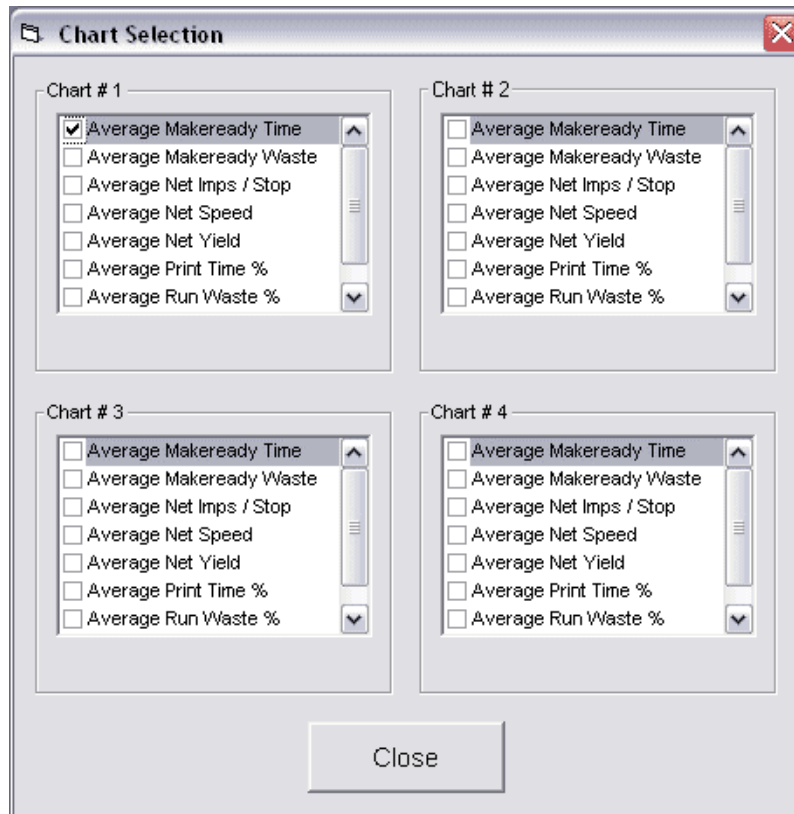 Chart Selection
Chart # 1
Average Makeready Time
Average Makeready Waste
Average Net Imps / Stop
Average Net Speed
Average Net Yield
Average Print Time %
Average Run Waste %
Chart # 2
Average Makeready Time
Average Makeready Waste
Average Net Imps / Stop
Average Net Speed
Average Net Yield
Average Print Time %
Average Run Waste %
Chart # 3
Average Makeready Time
Average Makeready Waste
Average Net Imps / Stop
Average Net Speed
Average Net Yield
Average Print Time %
Average Run Waste %
Chart # 4
Average Makeready Time
Average Makeready Waste
Average Net Imps / Stop
Average Net Speed
Average Net Yield
Average Print Time %
Average Run Waste %
Close